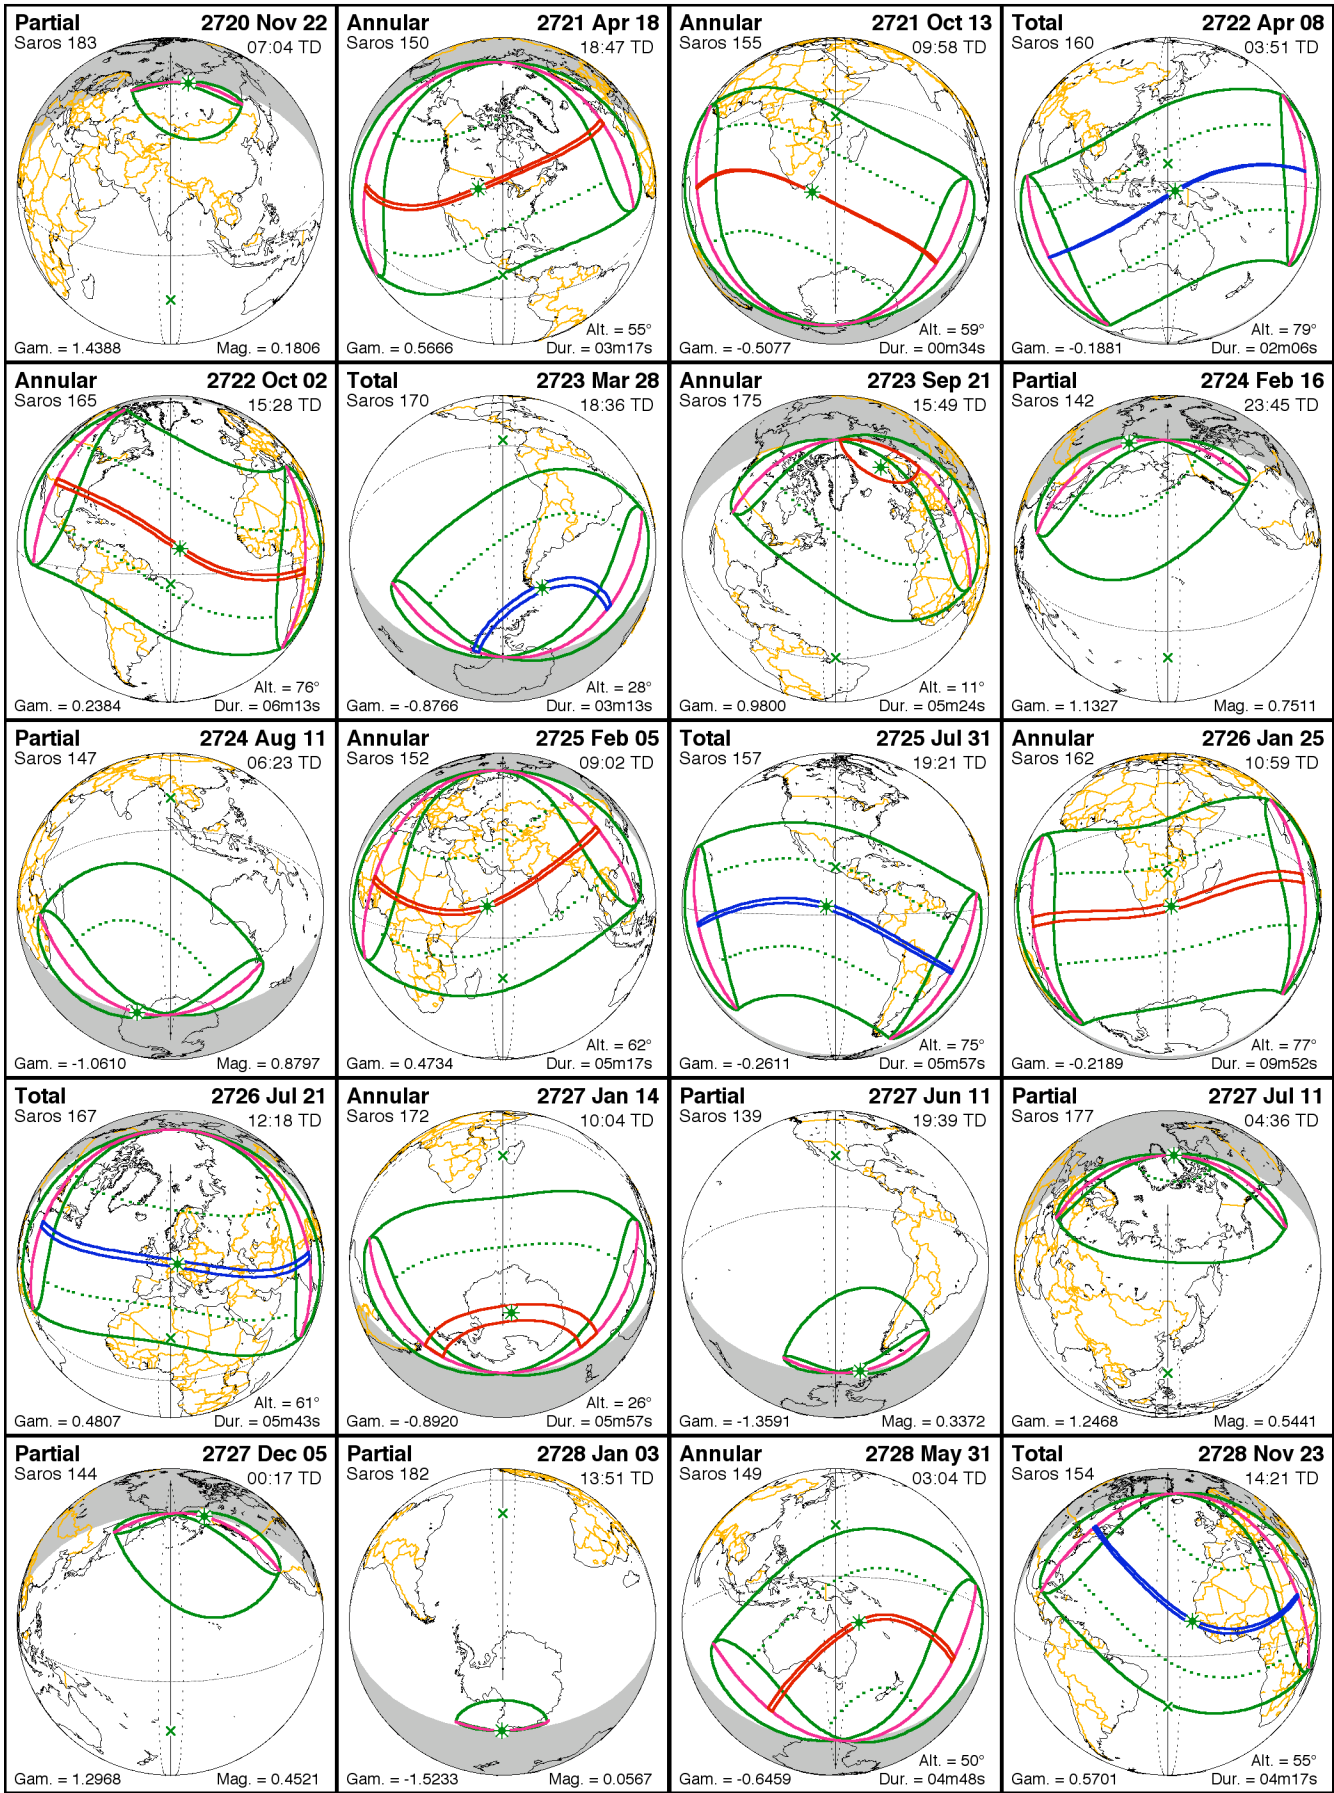 Partial 2720 Nov 22
Saros 183 07:04 TD
Gam. = 1.4388 Mag. = 0.1806
Annular 2721 Apr 18
Saros 150 18:47 TD
Alt. = 55°
Gam. = 0.5666 Dur. = 03m17s
Annular 2721 Oct 13
Saros 155 09:58 TD
Alt. = 59°
Gam. = -0.5077 Dur. = 00m34s
Total 2722 Apr 08
Saros 160 03:51 TD
Alt. = 79°
Gam. = -0.1881 Dur. = 02m06s
Annular 2722 Oct 02
Saros 165 15:28 TD
Alt. = 76°
Gam. = 0.2384 Dur. = 06m13s
Total 2723 Mar 28
Saros 170 18:36 TD
Alt. = 28°
Gam. = -0.8766 Dur. = 03m13s
Annular 2723 Sep 21
Saros 175 15:49 TD
Alt. = 11°
Gam. = 0.9800 Dur. = 05m24s
Partial 2724 Feb 16
Saros 142 23:45 TD
Gam. = 1.1327 Mag. = 0.7511
Partial 2724 Aug 11
Saros 147 06:23 TD
Gam. = -1.0610 Mag. = 0.8797
Annular 2725 Feb 05
Saros 152 09:02 TD
Alt. = 62°
Gam. = 0.4734 Dur. = 05m17s
Total 2725 Jul 31
Saros 157 19:21 TD
Alt. = 75°
Gam. = -0.2611 Dur. = 05m57s
Annular 2726 Jan 25
Saros 162 10:59 TD
Alt. = 77°
Gam. = -0.2189 Dur. = 09m52s
Total 2726 Jul 21
Saros 167 12:18 TD
Alt. = 61°
Gam. = 0.4807 Dur. = 05m43s
Annular 2727 Jan 14
Saros 172 10:04 TD
Alt. = 26°
Gam. = -0.8920 Dur. = 05m57s
Partial 2727 Jun 11
Saros 139 19:39 TD
Gam. = -1.3591 Mag. = 0.3372
Partial 2727 Jul 11
Saros 177 04:36 TD
Gam. = 1.2468 Mag. = 0.5441
Partial 2727 Dec 05
Saros 144 00:17 TD
Gam. = 1.2968 Mag. = 0.4521
Partial 2728 Jan 03
Saros 182 13:51 TD
Gam. = -1.5233 Mag. = 0.0567
Annular 2728 May 31
Saros 149 03:04 TD
Alt. = 50°
Gam. = -0.6459 Dur. = 04m48s
Total 2728 Nov 23
Saros 154 14:21 TD
Alt. = 55°
Gam. = 0.5701 Dur. = 04m17s